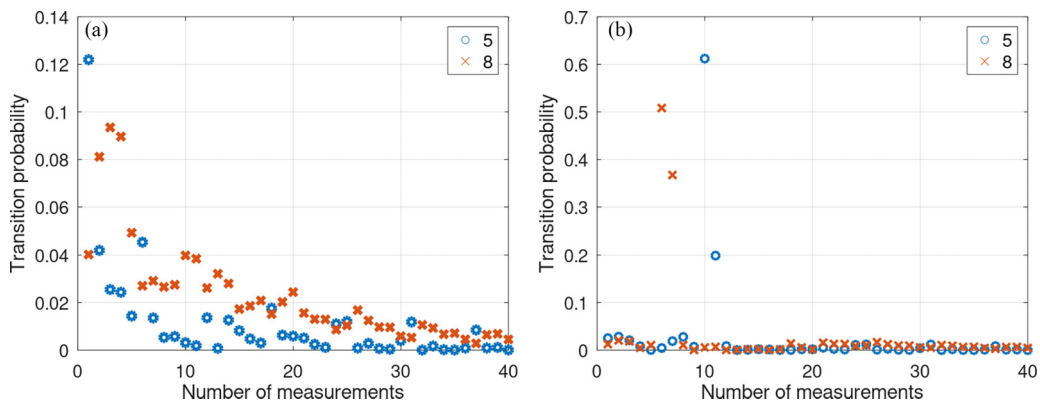 (a)
5
8
0.14
0.12
0.1
0.08
0.06
0.04
0.02
0
Transition probability
0 10 20 30 40
Number of measurements
(b)
5
8
0.7
0.6
0.5
0.4
0.3
0.2
0.1
0
Transition probability
0 10 20 30 40
Number of measurements